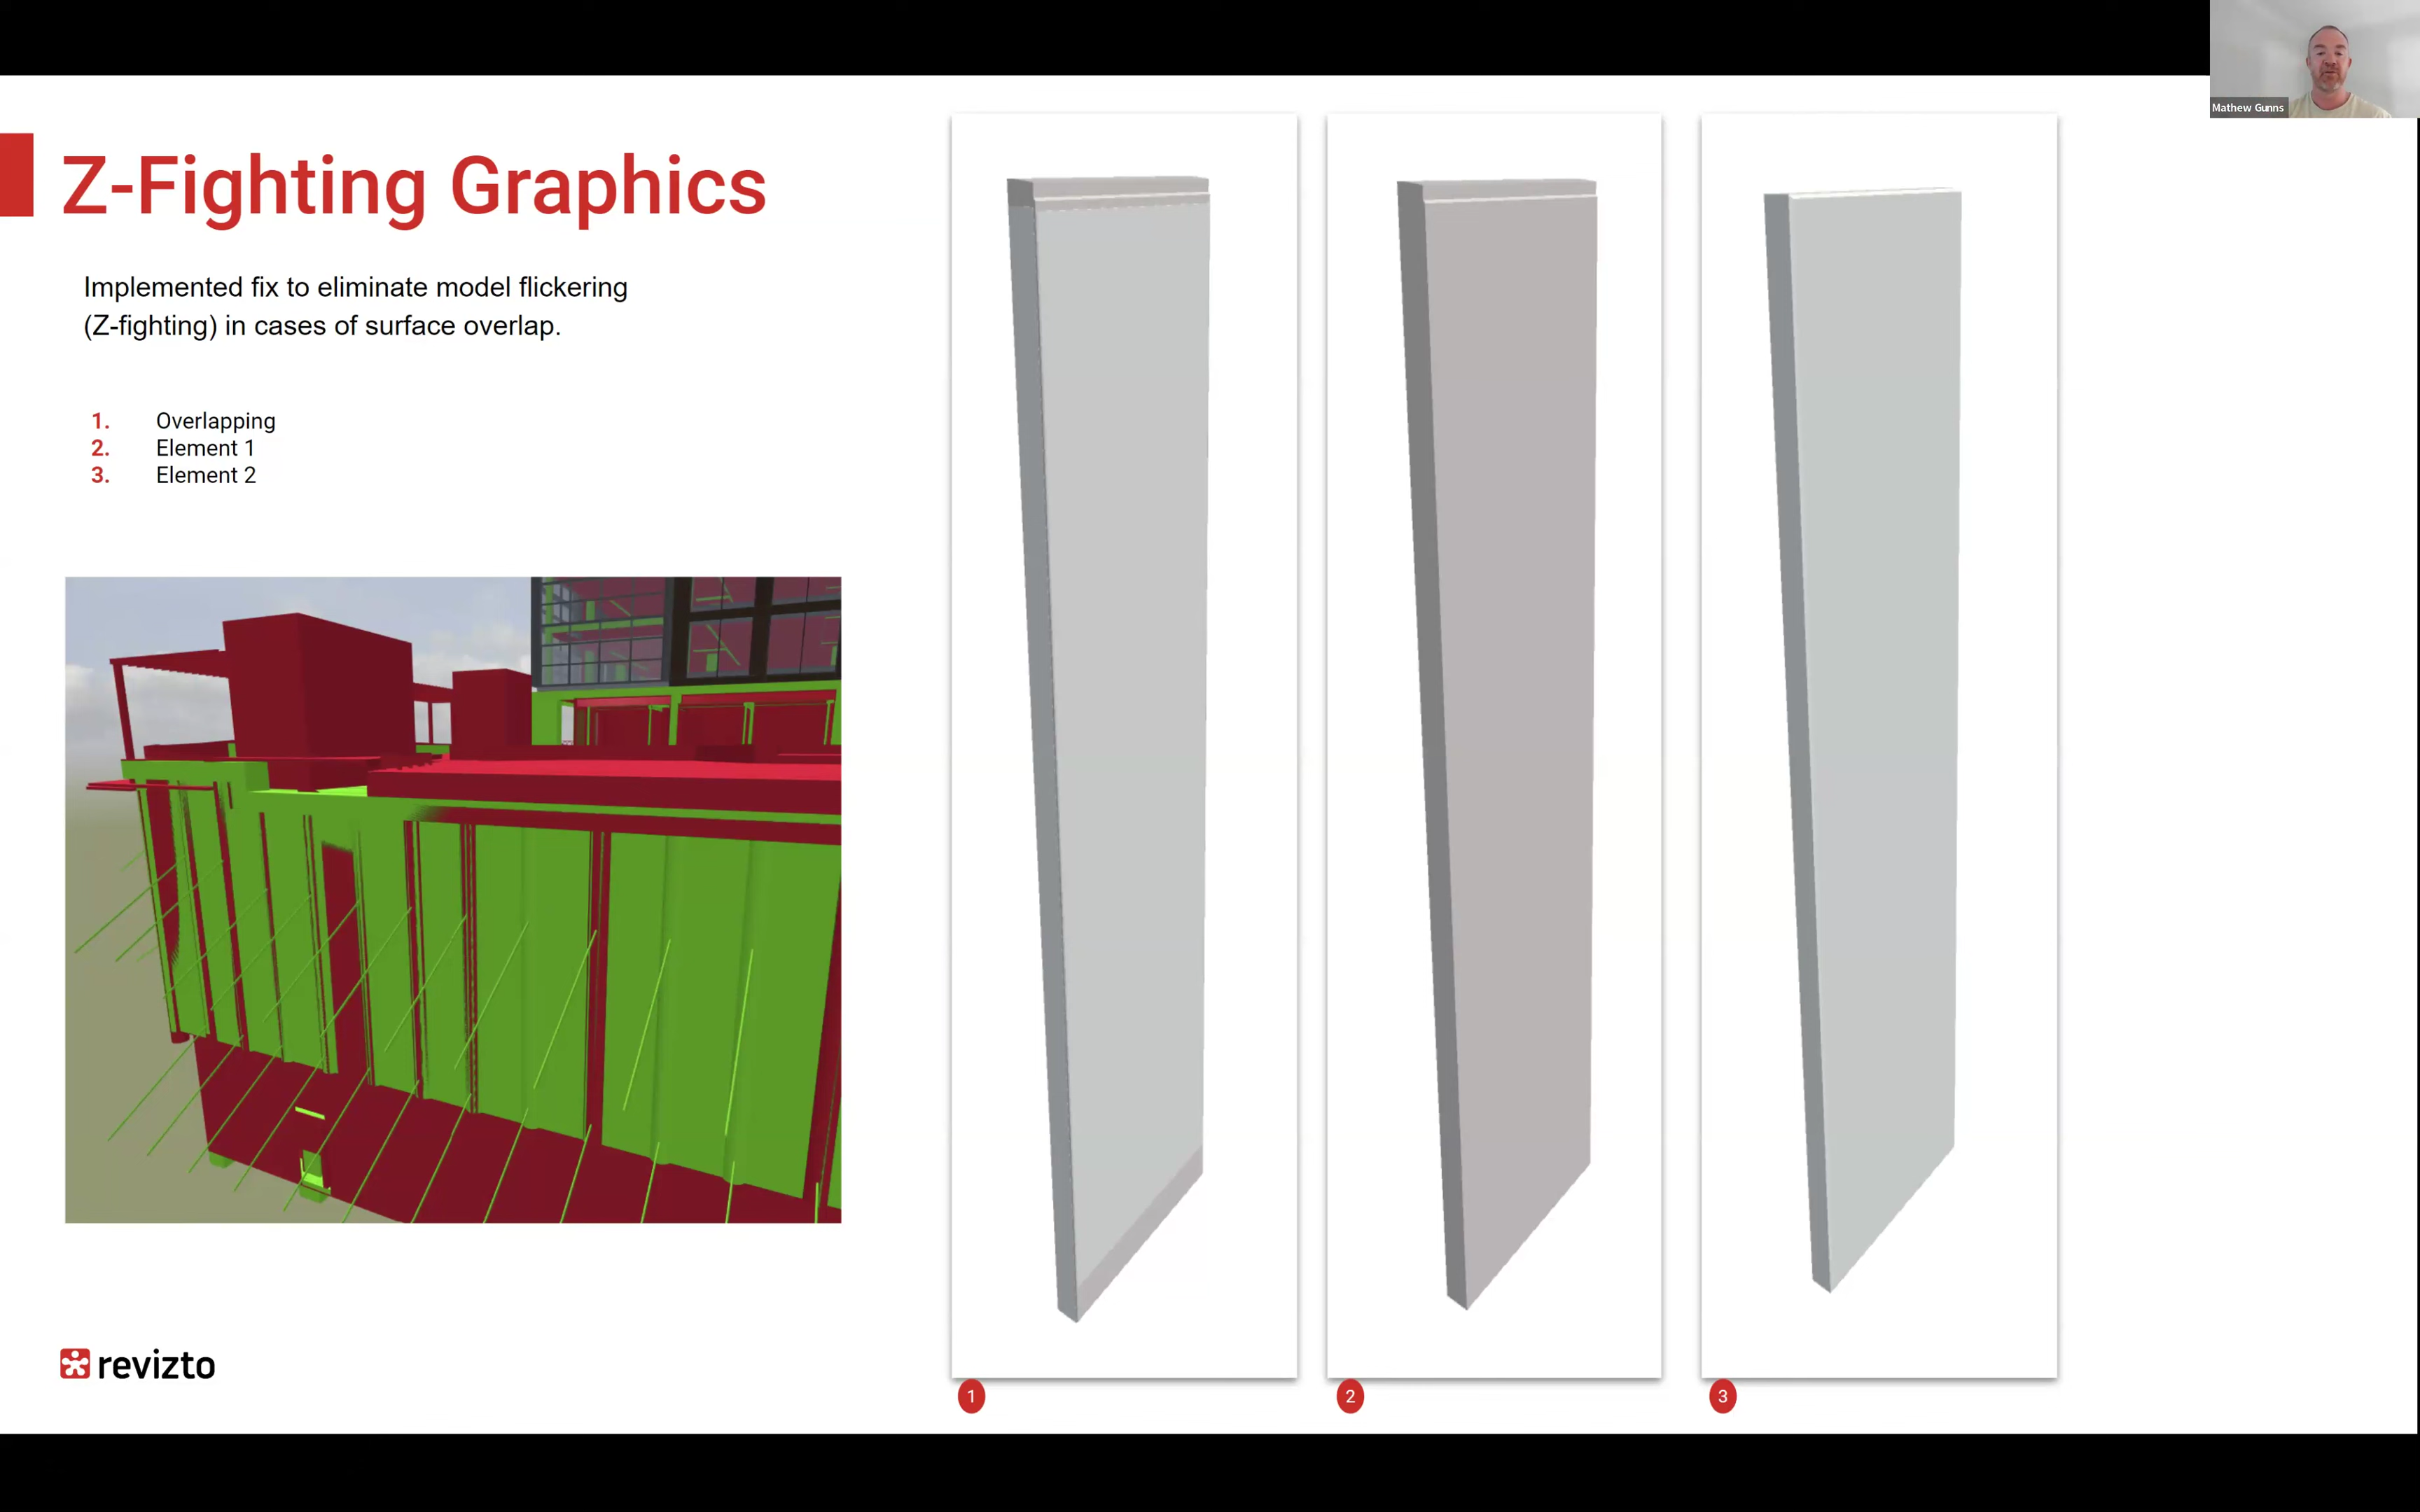 Mathew Gunns
Z-Fighting Graphics
Implemented fix to eliminate model flickering
(Z-fighting) in cases of surface overlap.
1. Overlapping
2. Element 1
3. Element 2
revizto
1
2
3